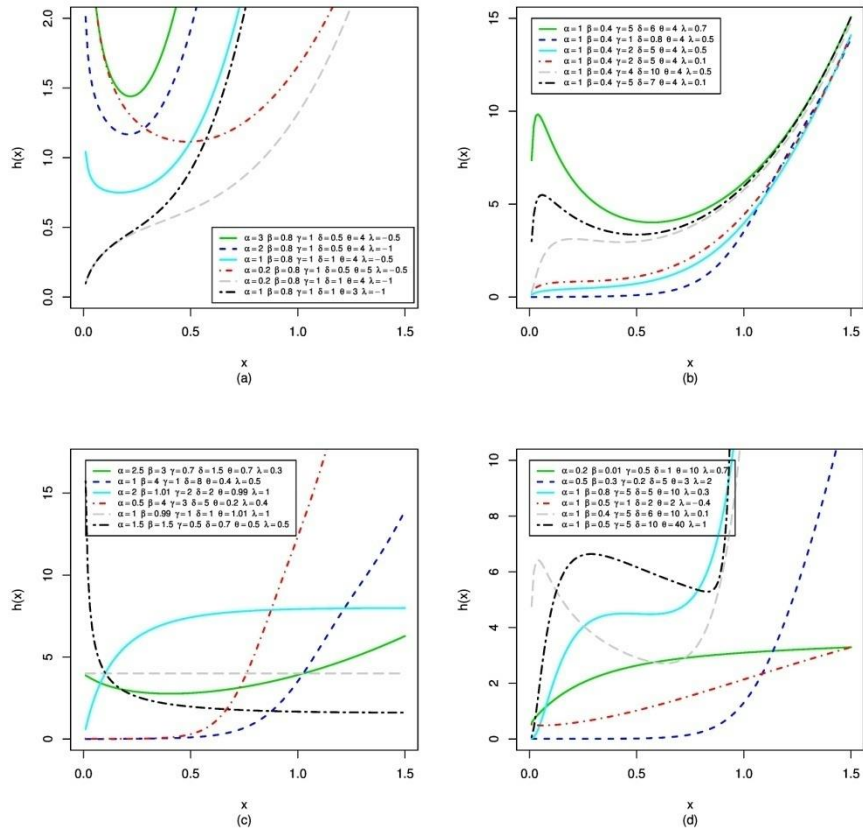 2.0
1.5
1.0
0.5
0.0
h(x)
α=3 β=0.8 γ=1 δ=0.5 θ=4 λ=−0.5
α=2 β=0.8 γ=1 δ=0.5 θ=4 λ=−1
α=1 β=0.8 γ=1 δ=1 θ=4 λ=−0.5
α=0.2 β=0.8 γ=1 δ=0.5 θ=5 λ=−0.5
α=0.2 β=0.8 γ=1 δ=1 θ=4 λ=−1
α=1 β=0.8 γ=1 δ=1 θ=3 λ=−1
0.0 0.5 1.0 1.5
x
(a)
15
10
5
0
h(x)
α=1 β=0.4 γ=5 δ=6 θ=4 λ=0.7
α=1 β=0.4 γ=1 δ=0.8 θ=4 λ=0.5
α=1 β=0.4 γ=2 δ=5 θ=4 λ=0.5
α=1 β=0.4 γ=2 δ=5 θ=4 λ=0.1
α=1 β=0.4 γ=4 δ=10 θ=4 λ=0.5
α=1 β=0.4 γ=5 δ=7 θ=4 λ=0.1
0.0 0.5 1.0 1.5
x
(b)
15
10
5
0
h(x)
α=2.5 β=3 γ=0.7 δ=1.5 θ=0.7 λ=0.3
α=1 β=4 γ=1 δ=8 θ=0.4 λ=0.5
α=2 β=1.01 γ=2 δ=2 θ=0.99 λ=1
α=0.5 β=4 γ=3 δ=5 θ=0.2 λ=0.4
α=1 β=0.99 γ=1 δ=1 θ=1.01 λ=1
α=1.5 β=1.5 γ=0.5 δ=0.7 θ=0.5 λ=0.5
0.0 0.5 1.0 1.5
x
(c)
10
8
6
4
2
0
h(x)
α=0.2 β=0.01 γ=0.5 δ=1 θ=10 λ=0.7
α=0.5 β=0.3 γ=0.2 δ=5 θ=3 λ=2
α=1 β=0.8 γ=5 δ=5 θ=10 λ=0.3
α=1 β=0.5 γ=1 δ=2 θ=2 λ=−0.4
α=1 β=0.4 γ=5 δ=6 θ=10 λ=0.1
α=1 β=0.5 γ=5 δ=10 θ=40 λ=1
0.0 0.5 1.0 1.5
x
(d)